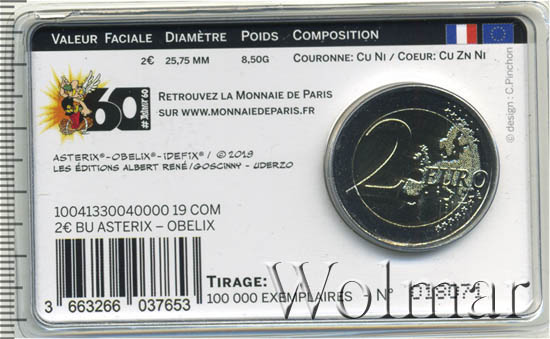 VALEUR FACIALE DIAMÈTRE POIDS COMPOSITION
2€ 25,75 MM 8,50G COURONNE: CU NI / COEUR: CU ZN NI
60
#Astérix60
RETROUVEZ LA MONNAIE DE PARIS
SUR WWW.MONNAIEDEPARIS.FR
© design : C.Pinchon
ASTERIX®-OBELIX®-IDEFIX® / © 2019
LES ÉDITIONS ALBERT RENÉ/GOSCINNY - UDERZO
2 EURO
10041330040000 19 COM
2€ BU ASTERIX – OBELIX
TIRAGE:
100 000 EXEMPLAIRES - N° 018071
3 663266 037653
Wolmar